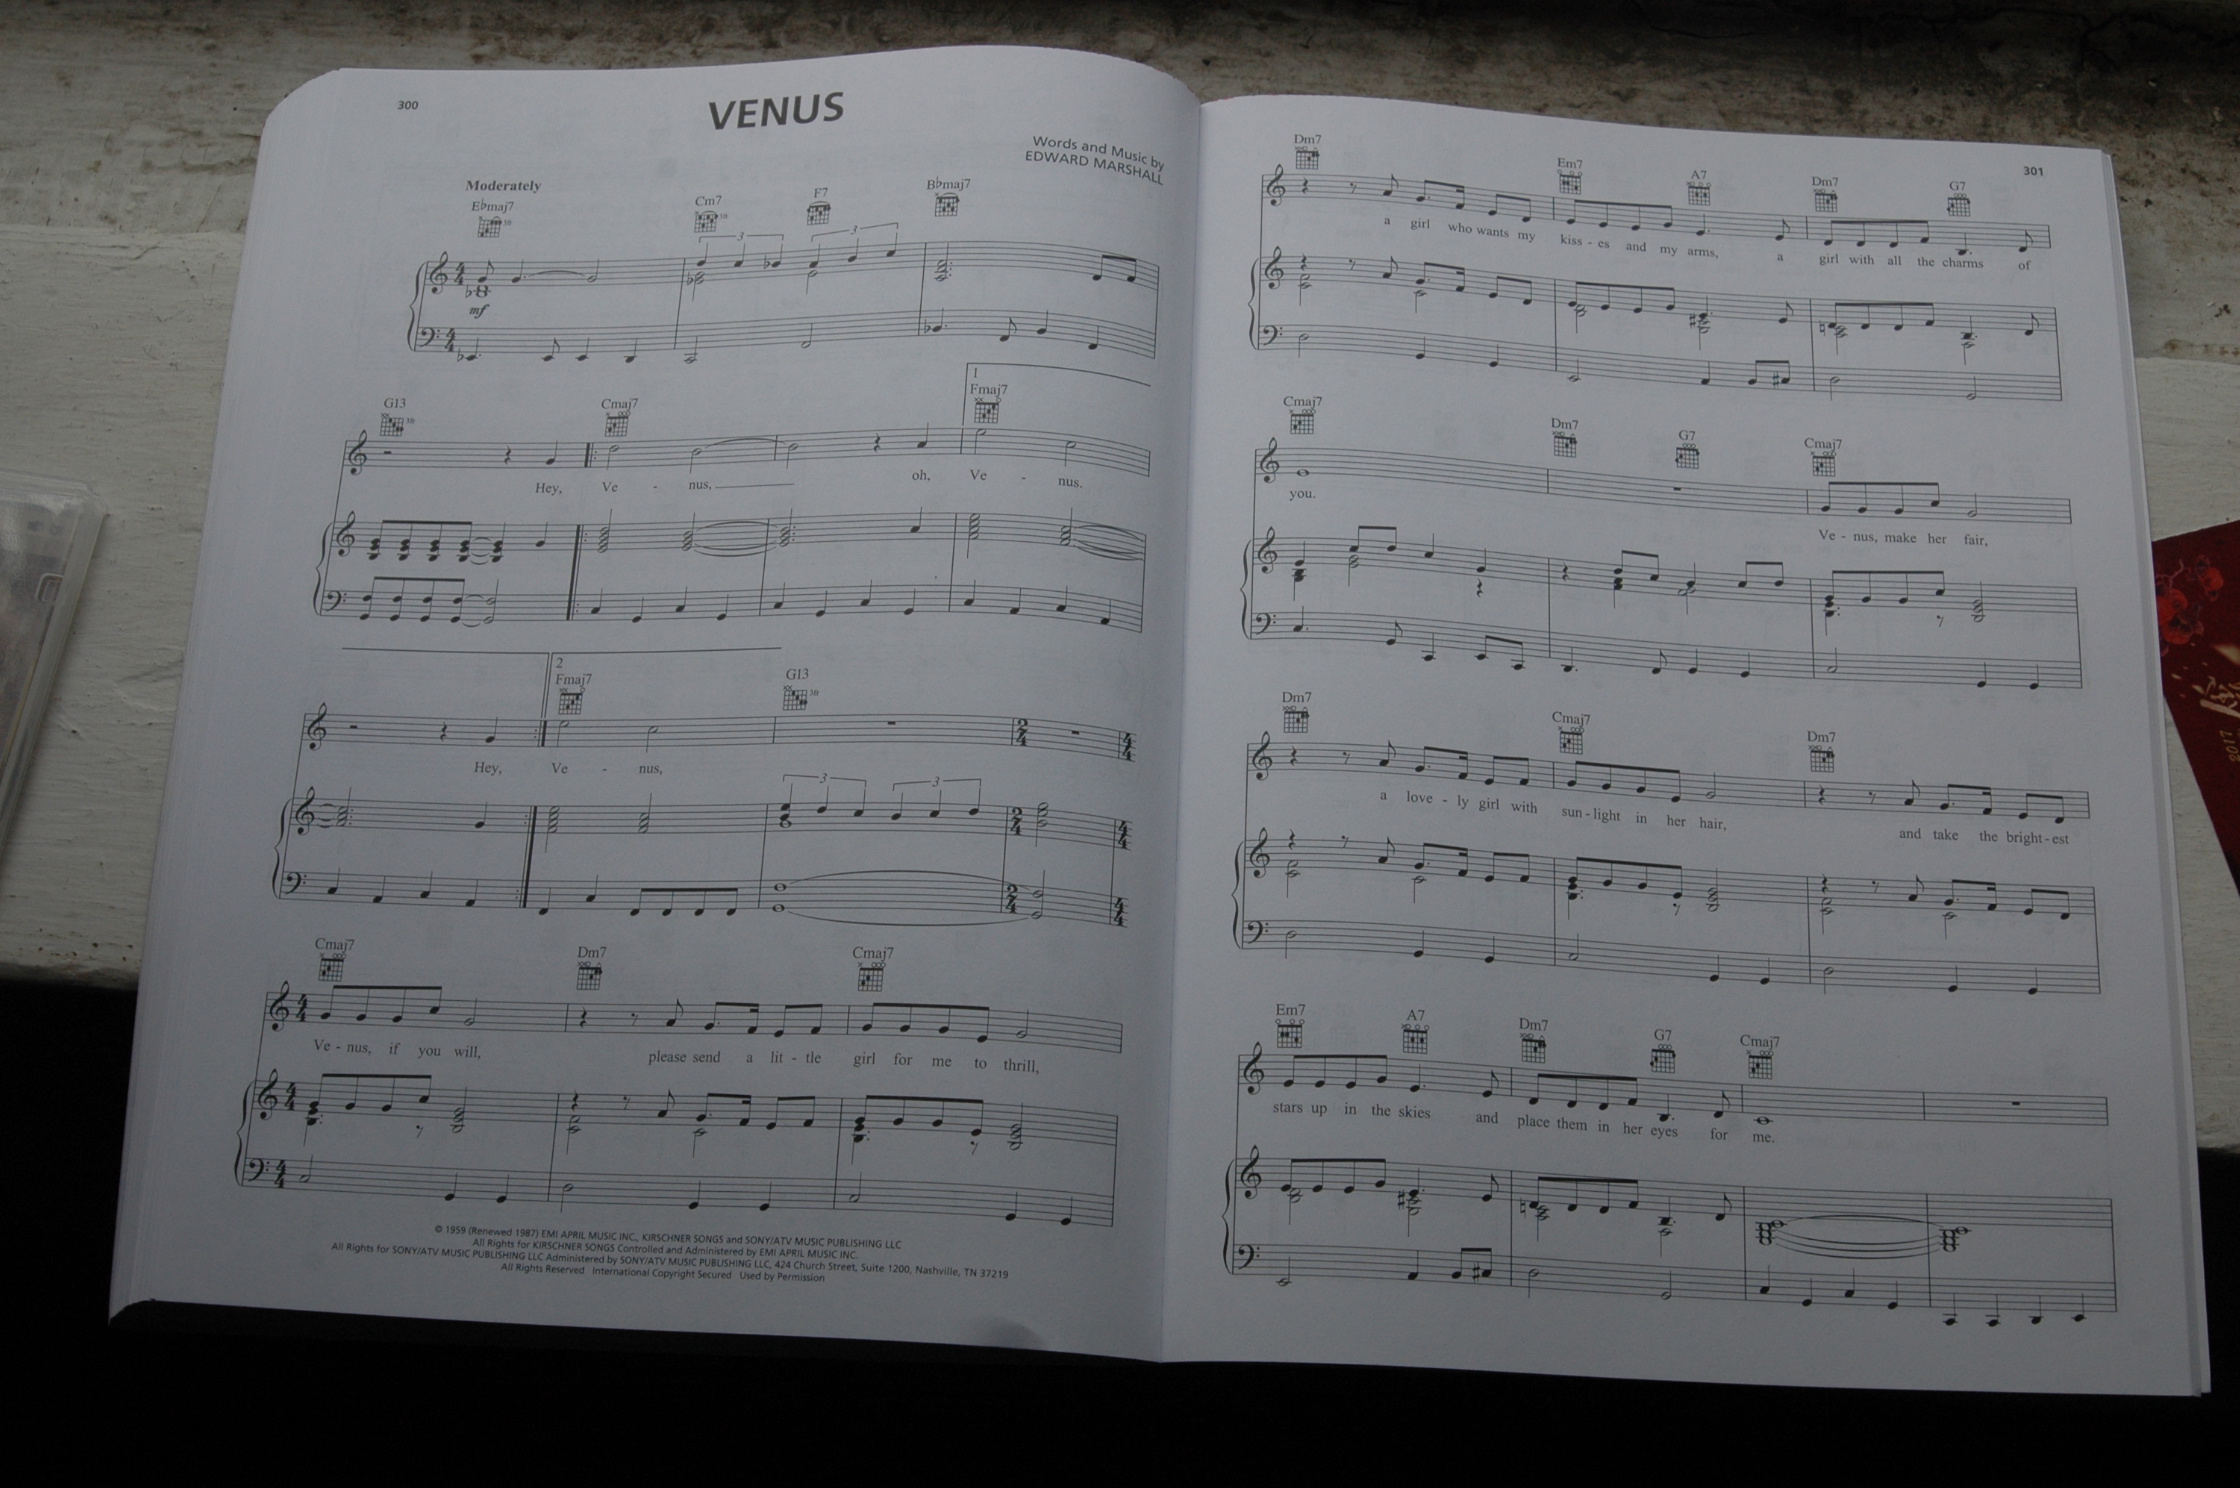 300
VENUS
Words and Music by
EDWARD MARSHALL
Moderately
E♭maj7 Cm7 F7 B♭maj7
3 3
mf
1
G13 Cmaj7 Fmaj7
Hey, Ve - nus, oh, Ve - nus.
2
Fmaj7 G13
Hey, Ve - nus,
3 3
Cmaj7 Dm7 Cmaj7
Ve - nus, if you will, please send a lit - tle girl for me to thrill,
© 1959 (Renewed 1987) EMI APRIL MUSIC INC., KIRSCHNER SONGS and SONY/ATV MUSIC PUBLISHING LLC
All Rights for KIRSCHNER SONGS Controlled and Administered by EMI APRIL MUSIC INC.
All Rights for SONY/ATV MUSIC PUBLISHING LLC Administered by SONY/ATV MUSIC PUBLISHING LLC, 424 Church Street, Suite 1200, Nashville, TN 37219
All Rights Reserved International Copyright Secured Used by Permission
301
Dm7 Em7 A7 Dm7 G7
a girl who wants my kiss - es and my arms, a girl with all the charms of
Cmaj7 Dm7 G7 Cmaj7
you. Ve - nus, make her fair,
Dm7 Cmaj7 Dm7
a love - ly girl with sun - light in her hair, and take the bright - est
Em7 A7 Dm7 G7 Cmaj7
stars up in the skies and place them in her eyes for me.
2017